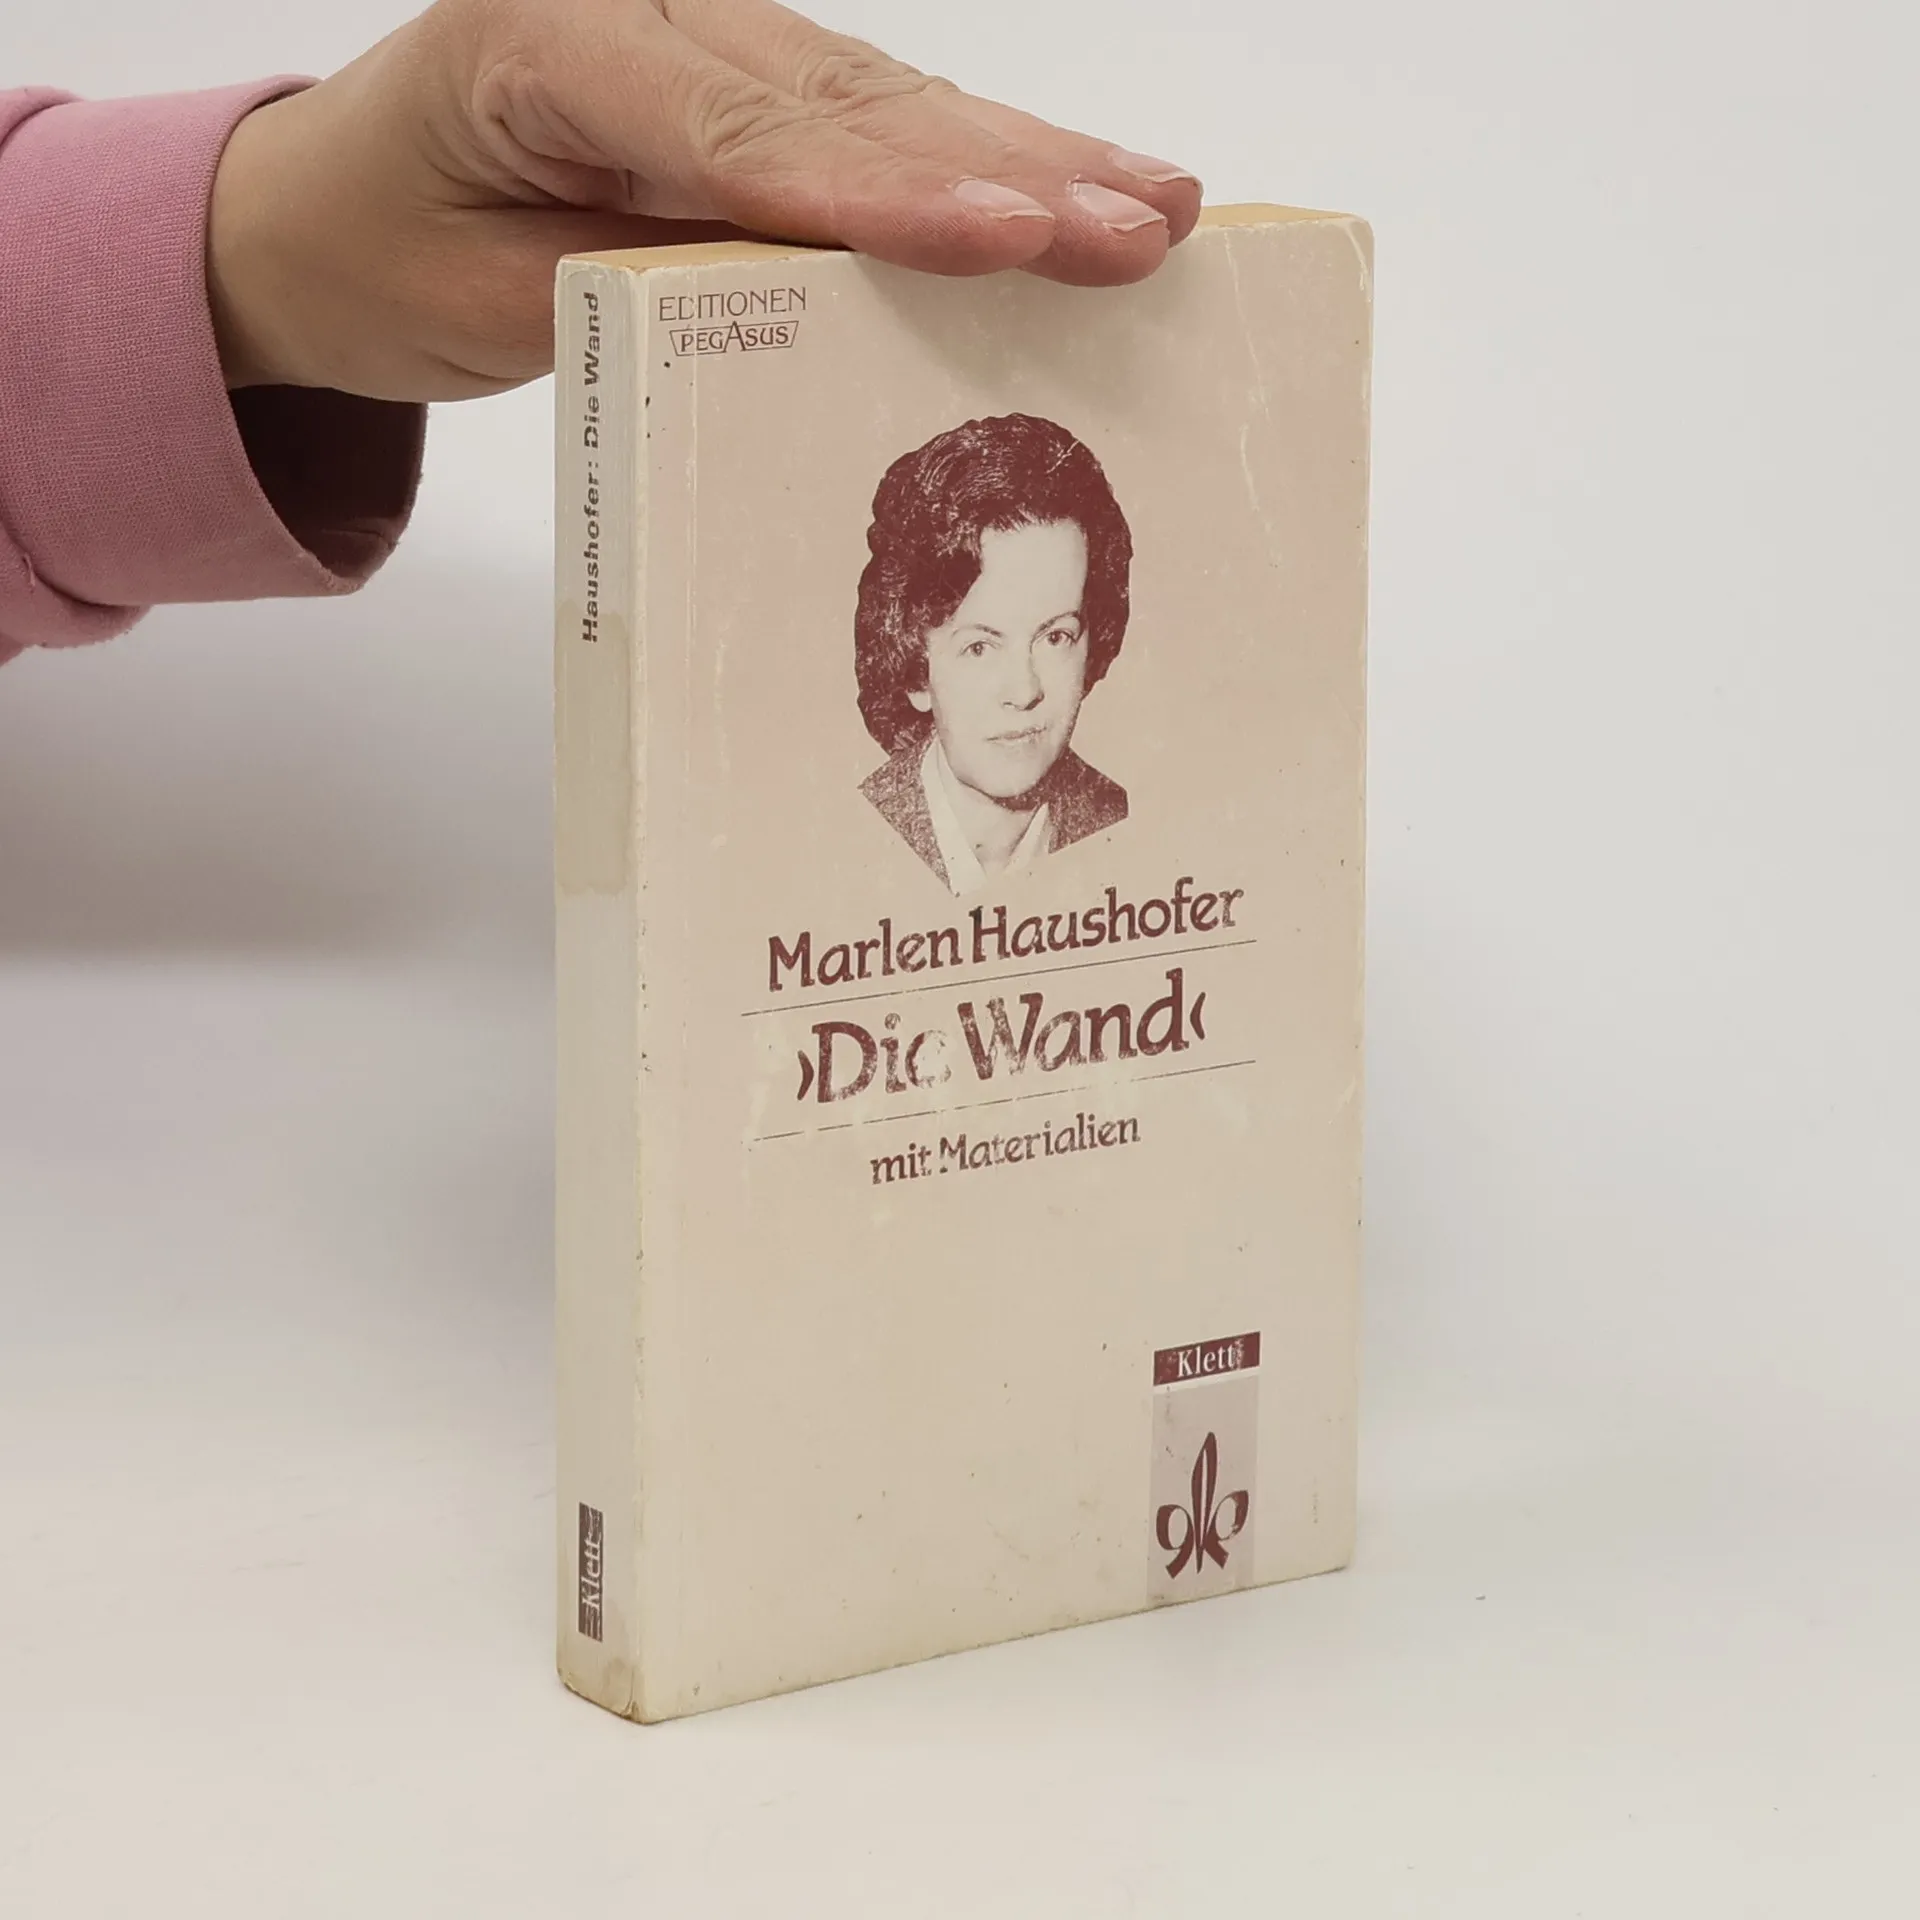 EDITIONEN
PEGASUS
Haushofer: Die Wand
Marlen Haushofer
›Die Wand‹
mit Materialien
Klett
Klett